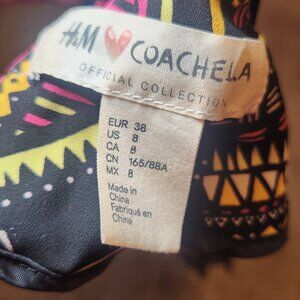 H&M COACHELLA
OFFICIAL COLLECTION
EUR 38
US 8
CA 8
CN 165/88A
MX 8
Made in
China
Fabriqué en
Chine